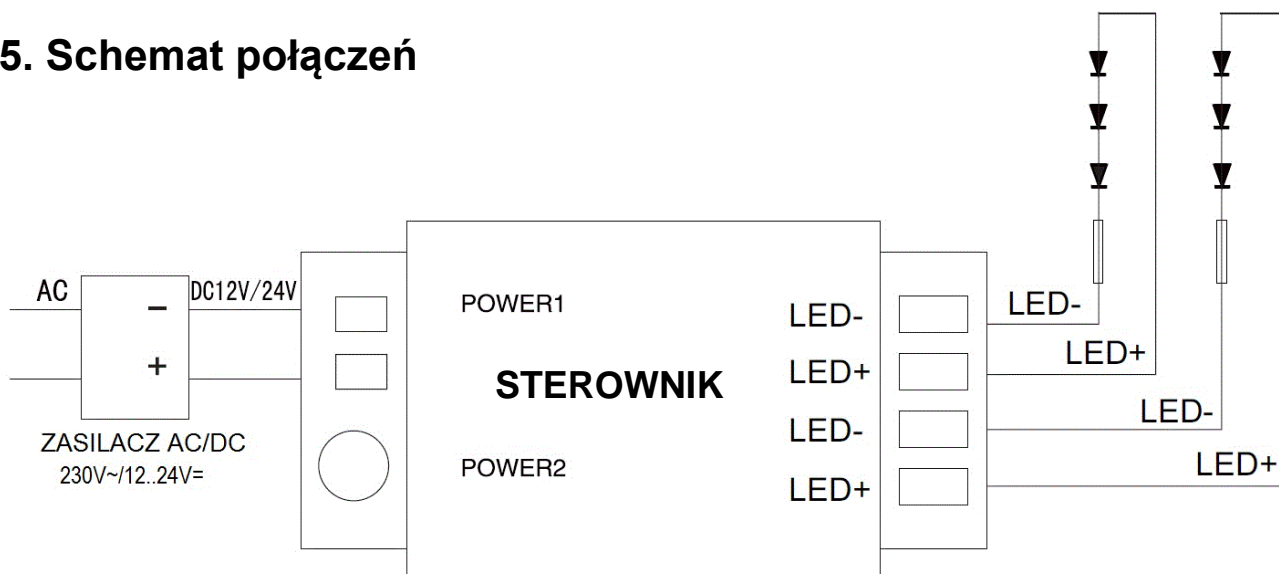 5. Schemat połączeń
AC
−
DC12V/24V
+
ZASILACZ AC/DC
230V~/12..24V=
POWER1
STEROWNIK
POWER2
LED-
LED+
LED-
LED+
LED-
LED+
LED-
LED+